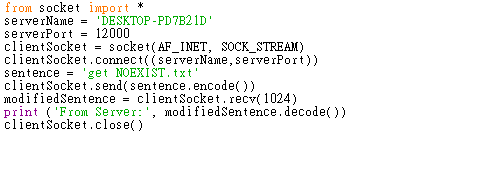 from socket import *
serverName = 'DESKTOP-PD7B21D'
serverPort = 12000
clientSocket = socket(AF_INET, SOCK_STREAM)
clientSocket.connect((serverName,serverPort))
sentence = 'get NOEXIST.txt'
clientSocket.send(sentence.encode())
modifiedSentence = clientSocket.recv(1024)
print ('From Server:', modifiedSentence.decode())
clientSocket.close()